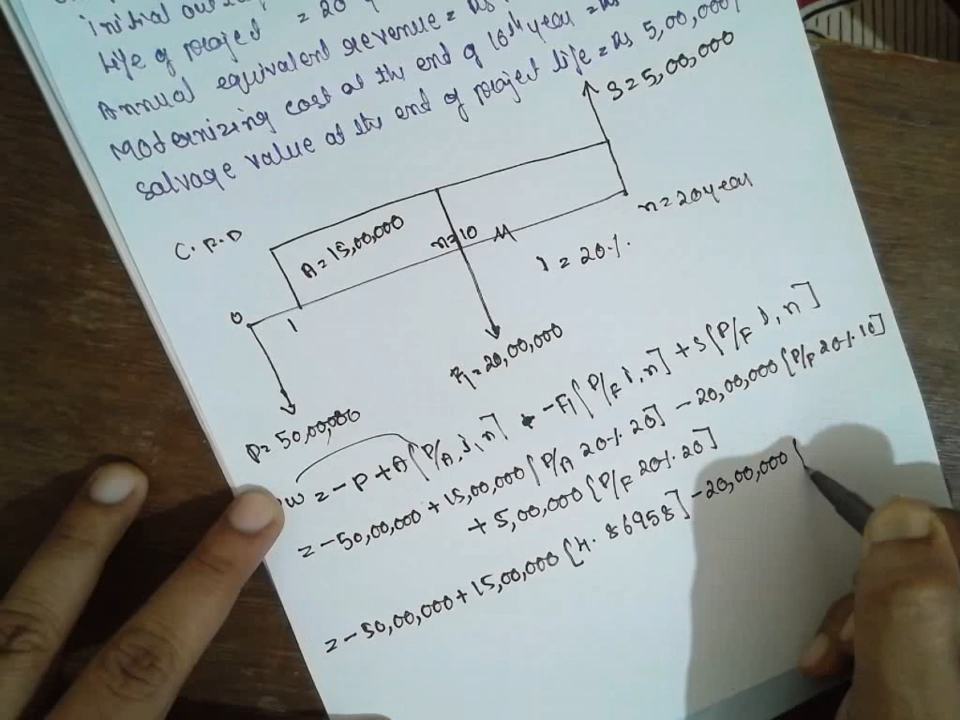 initial
Life of project = 20
Annual equivalent revenue = Rs
Modernizing cost at the end of 10th year = Rs
Salvage value at the end of project life = Rs 5,00,000/
S = 5,00,000
C.F.D
A = 15,00,000
n=10
n = 20 year
i = 20%.
0
1
F1 = 20,00,000
P = 50,00,000
W = -P + A [P/A, i, n] - F1 [P/F i, n] + S [P/F i, n]
= -50,00,000 + 15,00,000 [P/A 20%. 20] - 20,00,000 [P/F 20%. 10]
+ 5,00,000 [P/F 20%. 20]
= -50,00,000 + 15,00,000 [4.86958] - 20,00,000 [